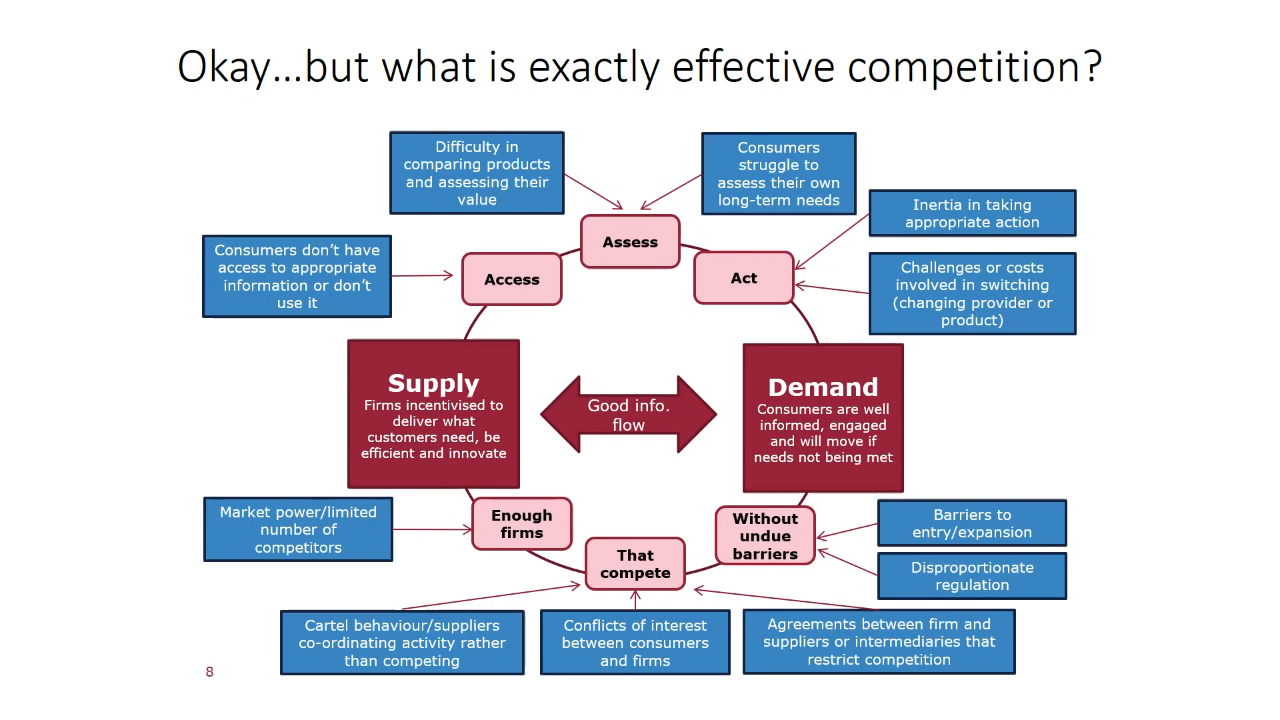 Okay...but what is exactly effective competition?
Difficulty in
comparing products
and assessing their
value
Consumers
struggle to
assess their own
long-term needs
Inertia in taking
appropriate action
Consumers don't have
access to appropriate
information or don't
use it
Access
Assess
Act
Challenges or costs
involved in switching
(changing provider or
product)
Supply
Firms incentivised to
deliver what
customers need, be
efficient and innovate
Good info.
flow
Demand
Consumers are well
informed, engaged
and will move if
needs not being met
Market power/limited
number of
competitors
Enough
firms
That
compete
Without
undue
barriers
Barriers to
entry/expansion
Disproportionate
regulation
Cartel behaviour/suppliers
co-ordinating activity rather
than competing
Conflicts of interest
between consumers
and firms
Agreements between firm and
suppliers or intermediaries that
restrict competition
8